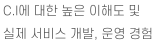 C.I에 대한 높은 이해도 및
실제 서비스 개발, 운영 경험